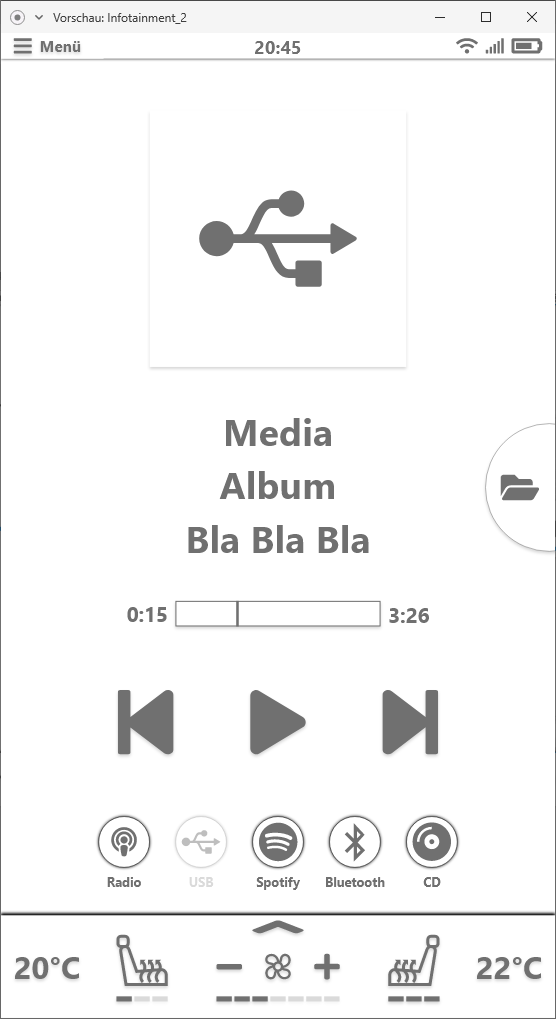 Vorschau: Infotainment_2
Menü
20:45
Media
Album
Bla Bla Bla
0:15
3:26
Radio
USB
Spotify
Bluetooth
CD
20°C
22°C